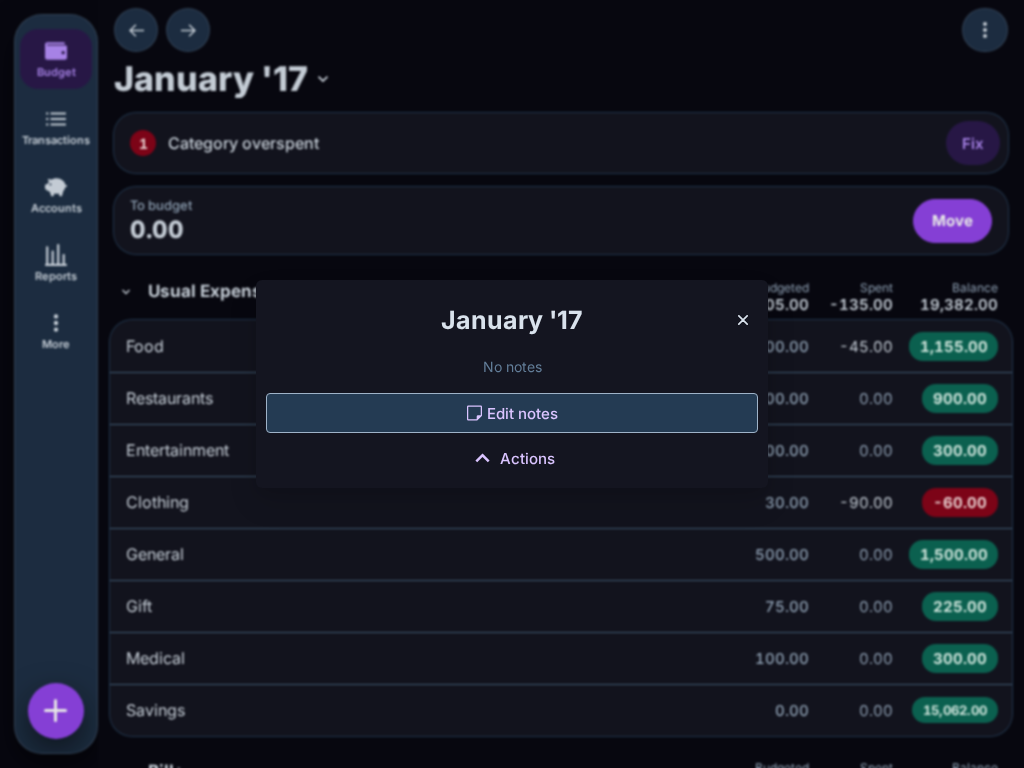 Budget
Transactions
Accounts
Reports
More
January '17
1 Category overspent Fix
To budget
0.00 Move
Spent Balance
-135.00 19,382.00
January '17
No notes
Edit notes
Actions
Food -45.00 1,155.00
Restaurants 0.00 900.00
Entertainment 0.00 300.00
Clothing 30.00 -90.00 -60.00
General 500.00 0.00 1,500.00
Gift 75.00 0.00 225.00
Medical 100.00 0.00 300.00
Savings 0.00 0.00 15,062.00